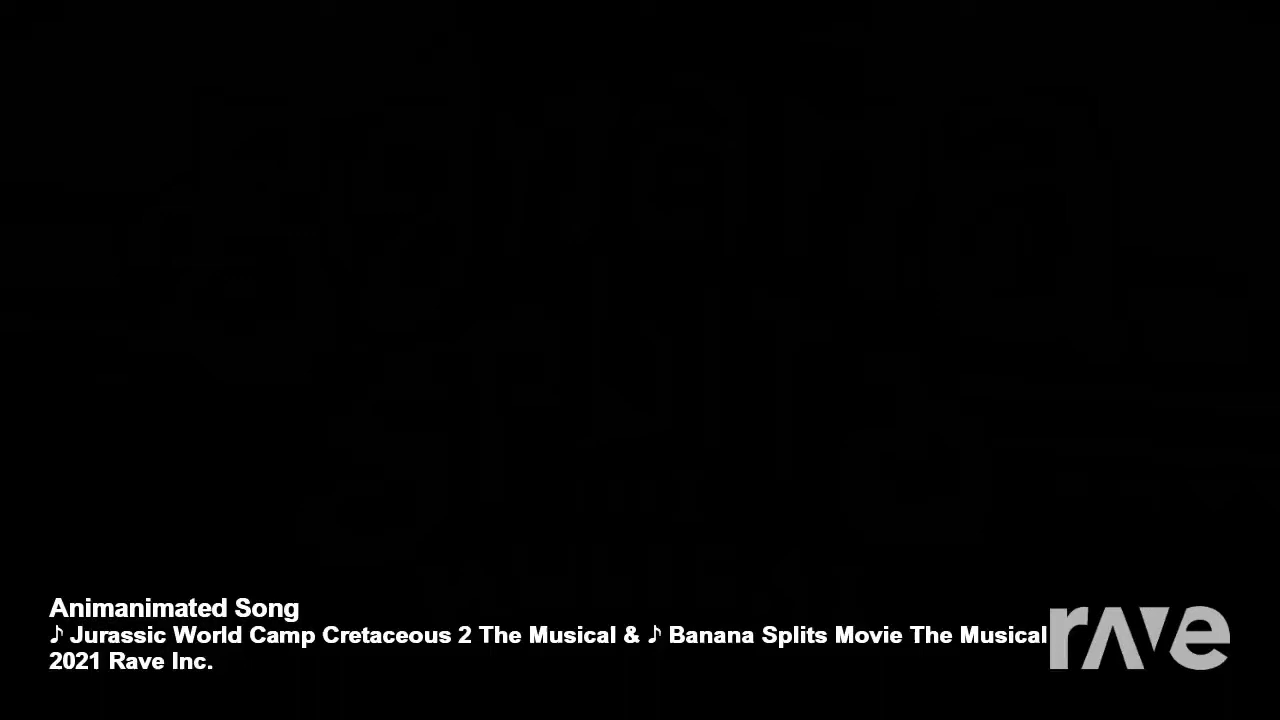 Animanimated Song
♪ Jurassic World Camp Cretaceous 2 The Musical & ♪ Banana Splits Movie The Musical
2021 Rave Inc.
rave